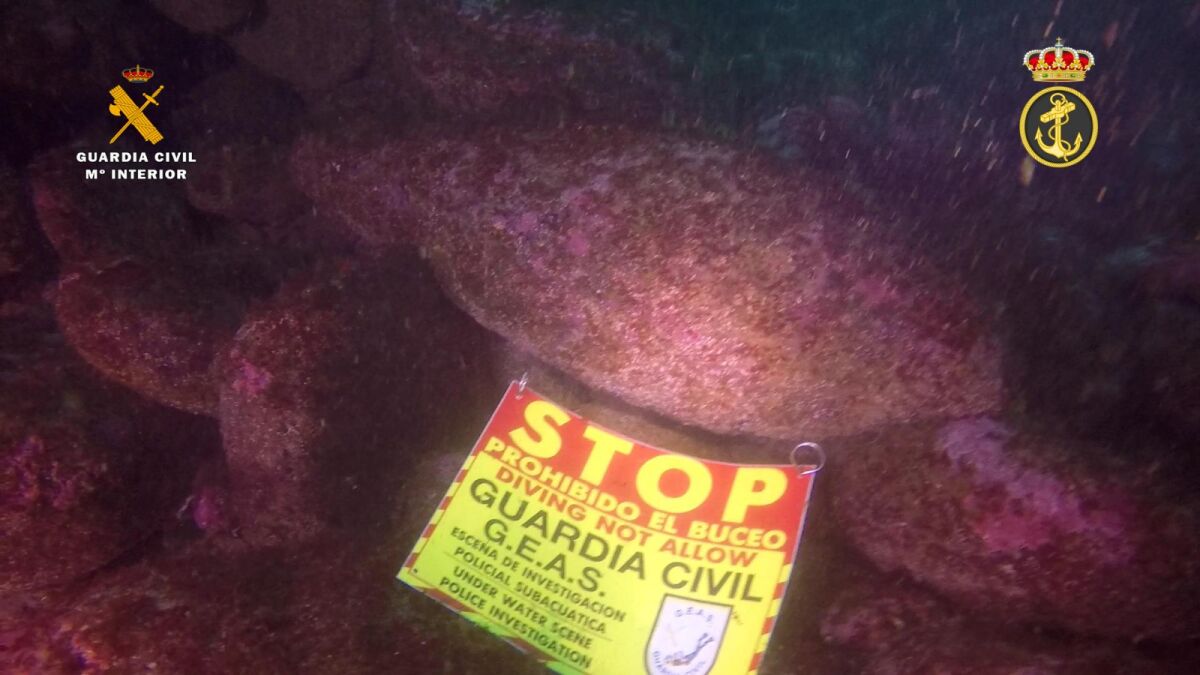 GUARDIA CIVIL
Mº INTERIOR
STOP
PROHIBIDO EL BUCEO
DIVING NOT ALLOW
GUARDIA CIVIL
G.E.A.S.
ESCEÑA DE INVESTIGACION
POLICIAL SUBACUATICA
UNDER WATER SCENE
POLICE INVESTIGATION
G.E.A.S.